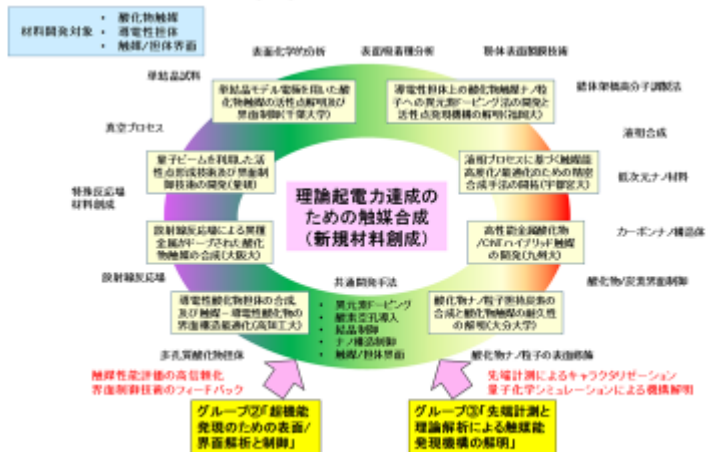 材料開発対象
・ 酸化物触媒
・ 導電性担体
・ 触媒/担体界面
表面化学的分析
表面吸着種分析
粉体表面製膜技術
単結晶試料
単結晶モデル電極を用いた酸
化物触媒の活性点解明及び
界面制御(千葉大学)
導電性担体上の酸化物触媒ナノ粒
子への異元素ドーピング法の開発と
活性点発現機構の解明(福岡大)
錯体架橋高分子調製法
真空プロセス
液相合成
量子ビームを利用した活
性点形成技術及び界面制
御技術の開発(量研)
液相プロセスに基づく触媒能
高度化/最適化のための精密
合成手法の開拓(宇都宮大)
特殊反応場
材料創成
低次元ナノ材料
理論起電力達成の
ための触媒合成
(新規材料創成)
放射線反応場による異種
金属がドープされた酸化
物触媒の合成(大阪大)
高性能金属酸化物
/CNTハイブリッド触媒
の開発(九州大)
カーボンナノ構造体
放射線反応場
酸化物/炭素界面制御
共通開発手法
・ 異元素ドーピング
・ 酸素空孔導入
・ 結晶制御
・ ナノ構造制御
・ 触媒/担体界面
導電性酸化物担体の合成、
及び触媒－導電性酸化物の
界面構造最適化(高知工大)
酸化物ナノ粒子担持炭素の
合成と酸化物触媒の耐久性
の解明(大分大学)
多孔質酸化物担体
酸化物ナノ粒子の表面修飾
触媒性能評価の高信頼化
界面制御技術のフィードバック
先端計測によるキャラクタリゼーション
量子化学シミュレーションによる機構解明
グループ②「超機能
発現のための表面/
界面解析と制御」
グループ③「先端計測と
理論解析による触媒能
発現機構の解明」